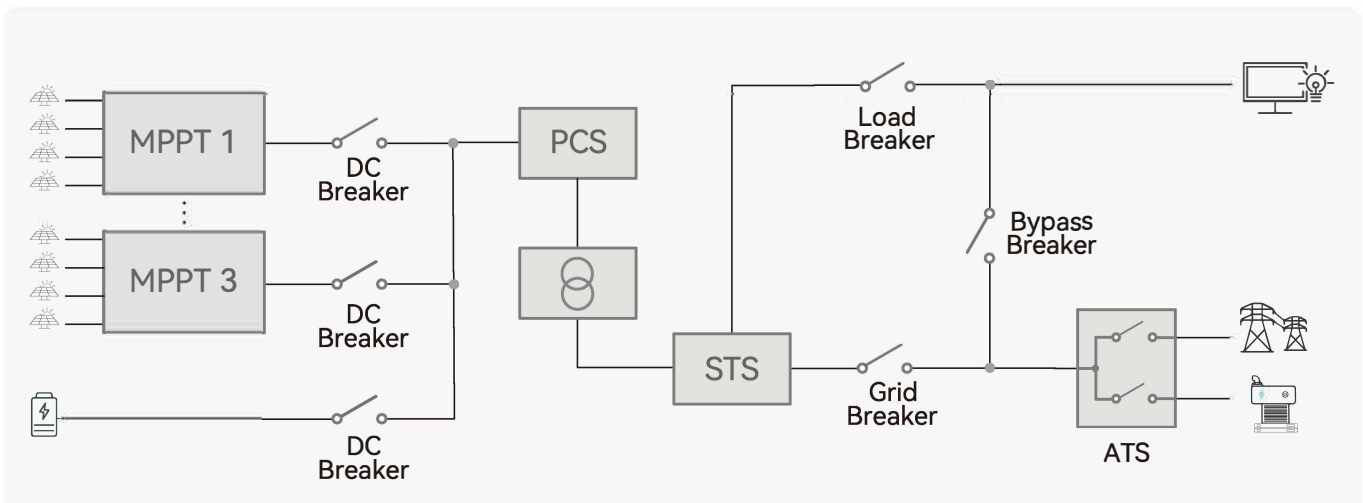 MPPT 1
DC
Breaker
PCS
Load
Breaker
Bypass
Breaker
MPPT 3
DC
Breaker
STS
Grid
Breaker
ATS
DC
Breaker